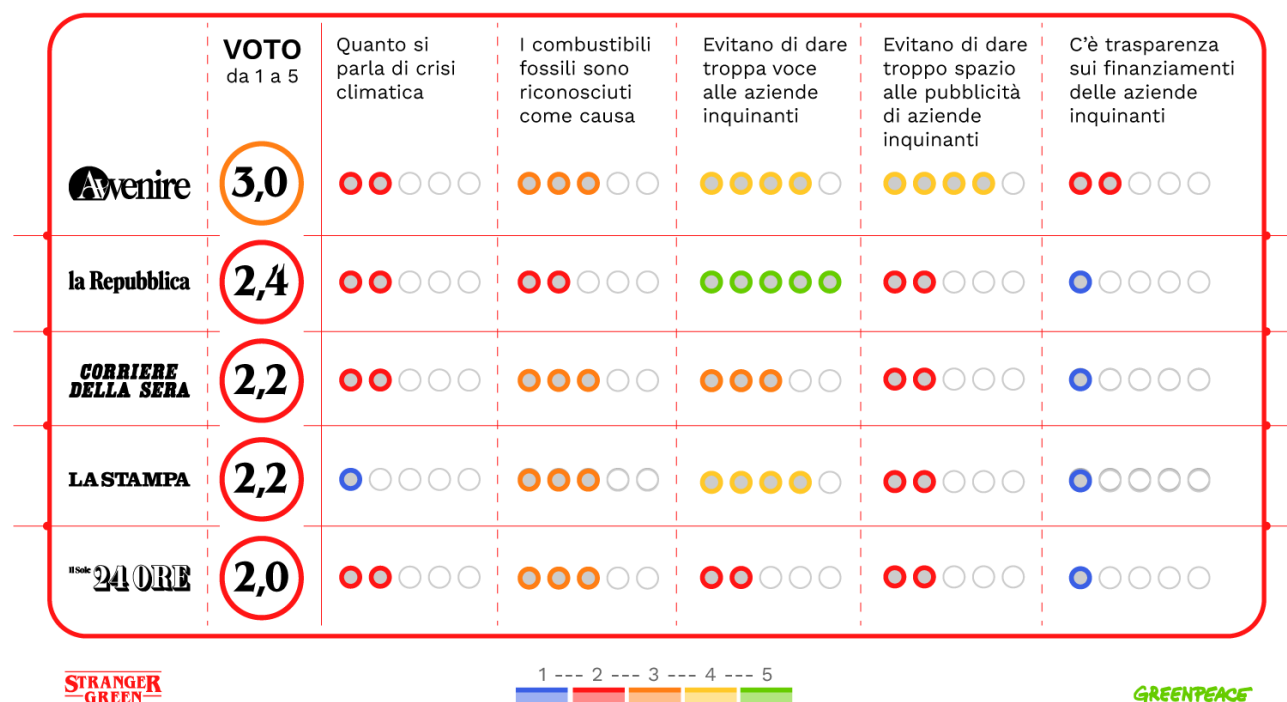 VOTO
da 1 a 5
Quanto si
parla di crisi
climatica
I combustibili
fossili sono
riconosciuti
come causa
Evitano di dare
troppa voce
alle aziende
inquinanti
Evitano di dare
troppo spazio
alle pubblicità
di aziende
inquinanti
C'è trasparenza
sui finanziamenti
delle aziende
inquinanti
Avvenire
3,0
la Repubblica
2,4
CORRIERE
DELLA SERA
2,2
LA STAMPA
2,2
Il Sole 24 ORE
2,0
STRANGER
GREEN
1 --- 2 --- 3 --- 4 --- 5
GREENPEACE